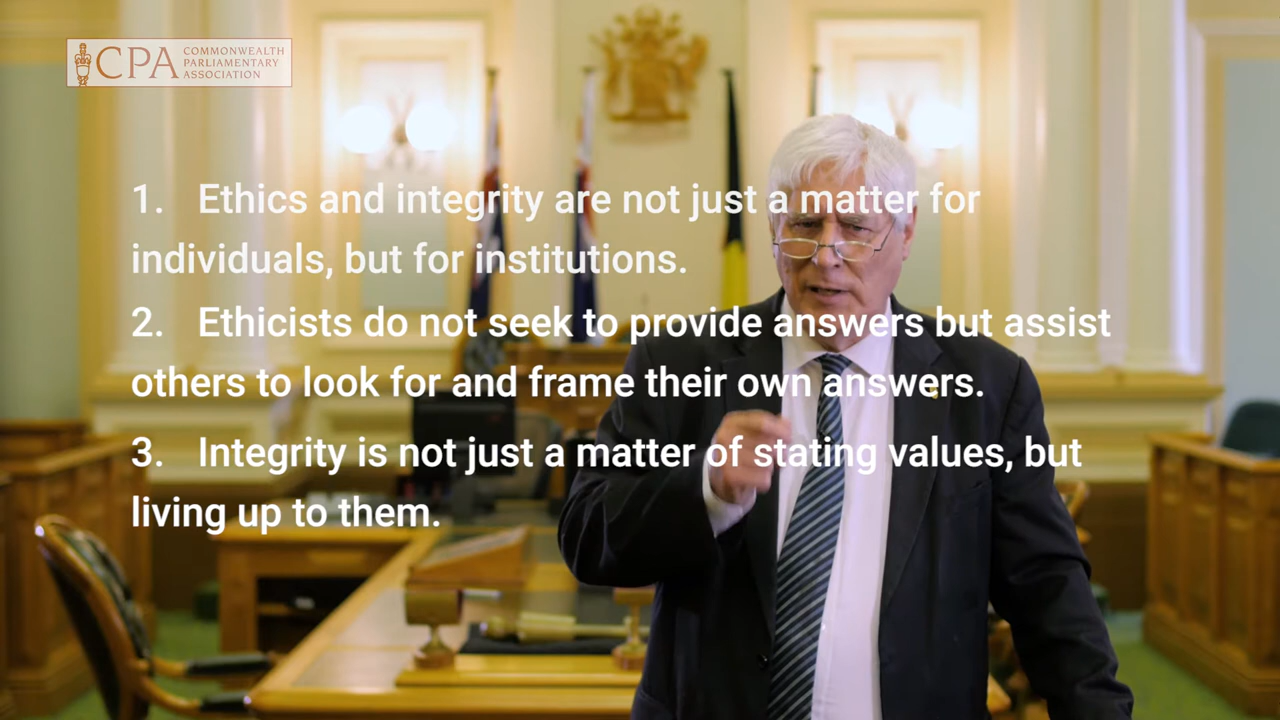 CPA COMMONWEALTH
PARLIAMENTARY
ASSOCIATION
1. Ethics and integrity are not just a matter for
individuals, but for institutions.
2. Ethicists do not seek to provide answers but assist
others to look for and frame their own answers.
3. Integrity is not just a matter of stating values, but
living up to them.